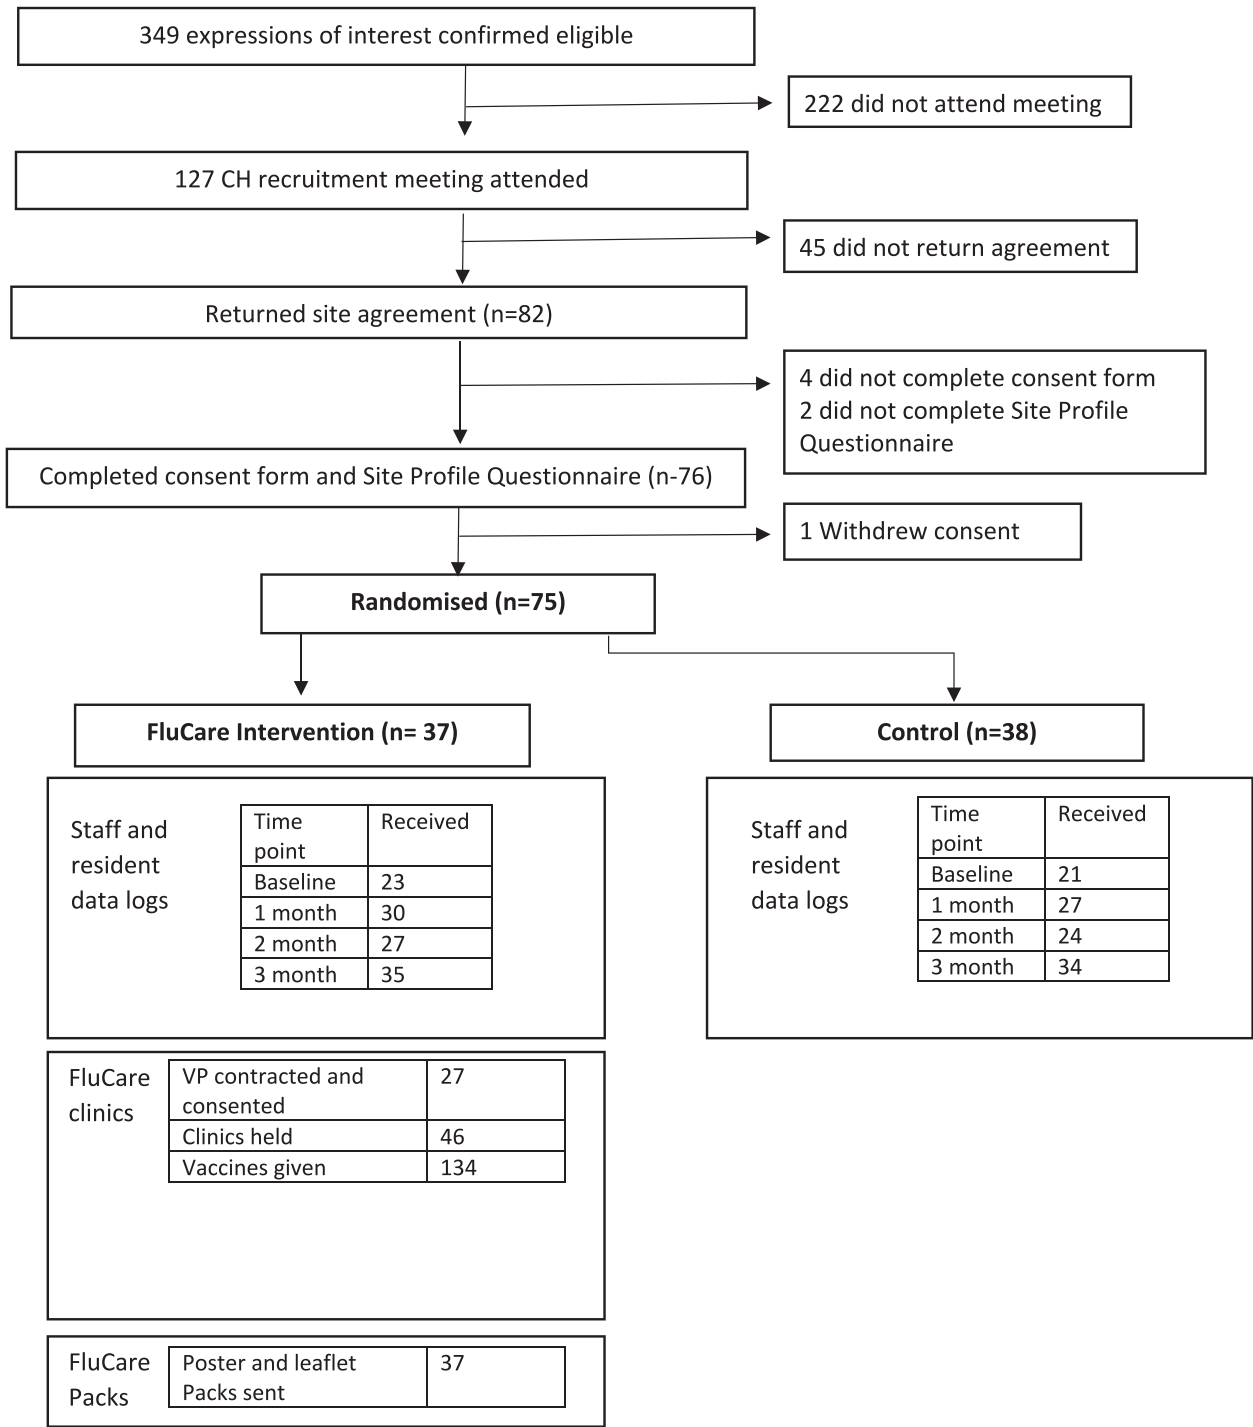 349 expressions of interest confirmed eligible
222 did not attend meeting
127 CH recruitment meeting attended
45 did not return agreement
Returned site agreement (n=82)
4 did not complete consent form
2 did not complete Site Profile
Questionnaire
Completed consent form and Site Profile Questionnaire (n-76)
1 Withdrew consent
Randomised (n=75)
FluCare Intervention (n= 37)
Staff and
resident
data logs
Time
point
Received
Baseline 23
1 month 30
2 month 27
3 month 35
FluCare
clinics
VP contracted and
consented
27
Clinics held 46
Vaccines given 134
FluCare
Packs
Poster and leaflet
Packs sent
37
Control (n=38)
Staff and
resident
data logs
Time
point
Received
Baseline 21
1 month 27
2 month 24
3 month 34